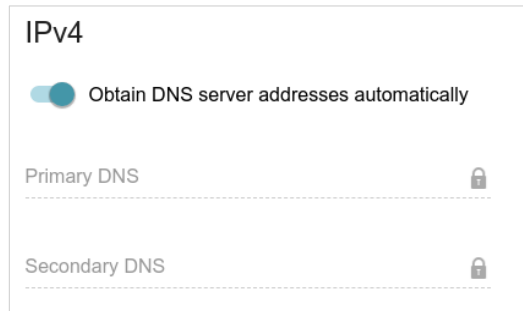 IPv4
Obtain DNS server addresses automatically
Primary DNS
Secondary DNS